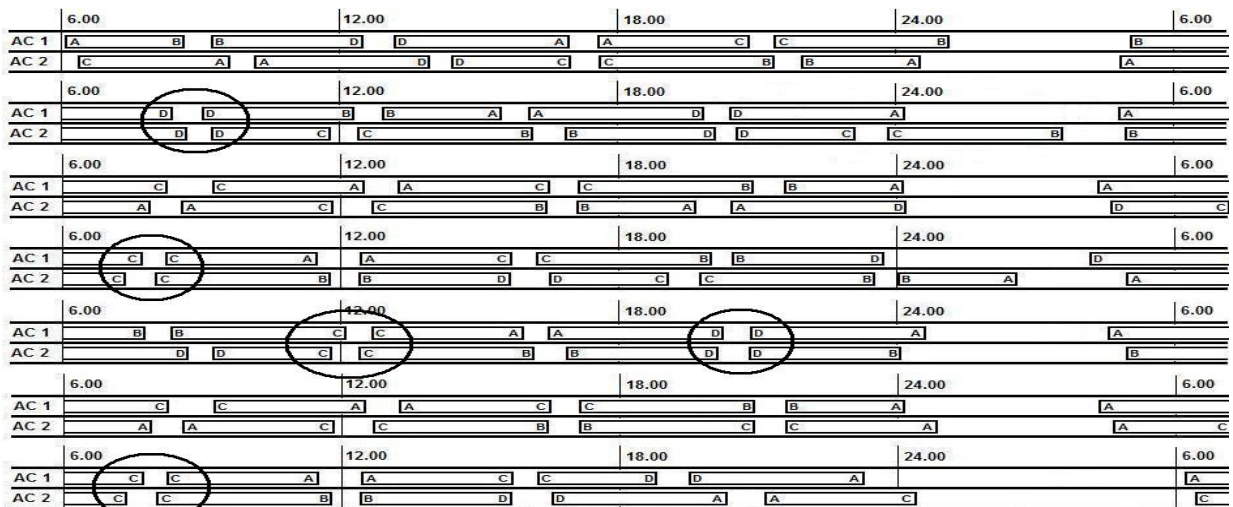 6.00 12.00 18.00 24.00 6.00
AC 1 A B B D D A A C C B B
AC 2 C A A D D C C B B A A
6.00 12.00 18.00 24.00 6.00
AC 1 D D B B A A D D A A
AC 2 D D C C B B D D C C B B
6.00 12.00 18.00 24.00 6.00
AC 1 C C A A C C B B A A
AC 2 A A C C B B A A D D C
6.00 12.00 18.00 24.00 6.00
AC 1 C C A A C C B B D D
AC 2 C C B B D D C C B B A A
6.00 12.00 18.00 24.00 6.00
AC 1 B B C C A A D D A A
AC 2 D D C C B B D D B B
6.00 12.00 18.00 24.00 6.00
AC 1 C C A A C C B B A A
AC 2 A A C C B B C C A A C
6.00 12.00 18.00 24.00 6.00
AC 1 C C A A C C D D A A
AC 2 C C B B D D A A C C